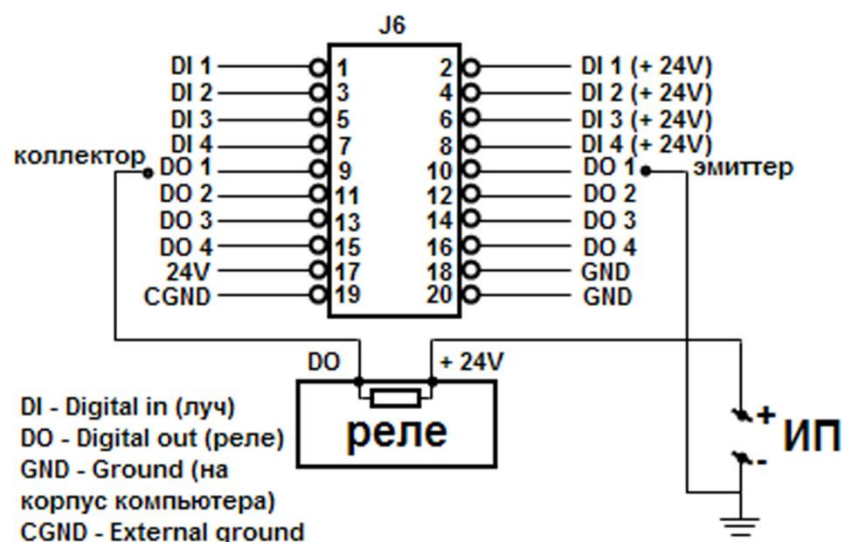 J6
DI 1 1 2 DI 1 (+ 24V)
DI 2 3 4 DI 2 (+ 24V)
DI 3 5 6 DI 3 (+ 24V)
DI 4 7 8 DI 4 (+ 24V)
коллектор DO 1 9 10 DO 1 эмиттер
DO 2 11 12 DO 2
DO 3 13 14 DO 3
DO 4 15 16 DO 4
24V 17 18 GND
CGND 19 20 GND
DO + 24V
реле
+ ИП
-
DI - Digital in (луч)
DO - Digital out (реле)
GND - Ground (на
корпус компьютера)
CGND - External ground